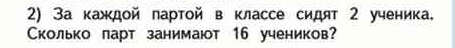 2) За каждой партой в классе сидят 2 ученика.
Сколько парт занимают 16 учеников?